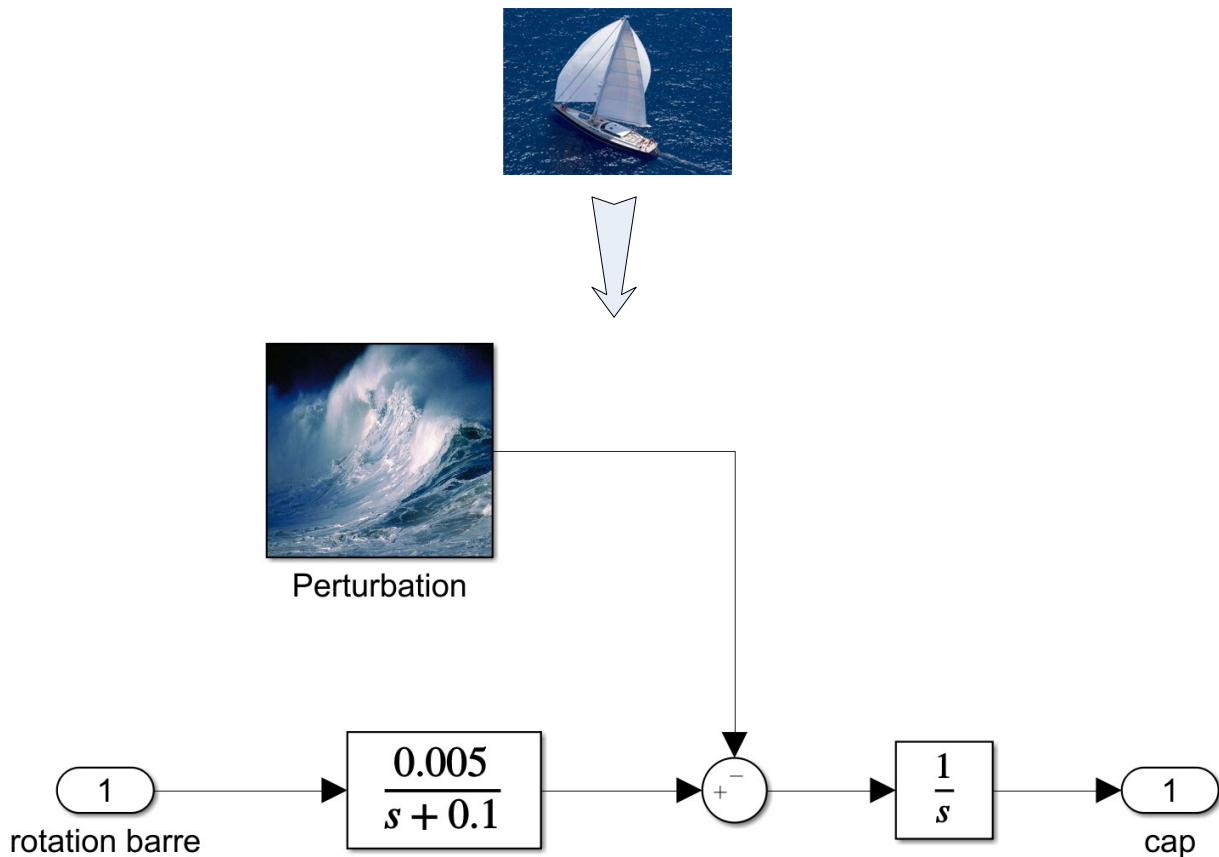 Perturbation
0.005
s + 0.1
− +
1
s
1
1
rotation barre
cap